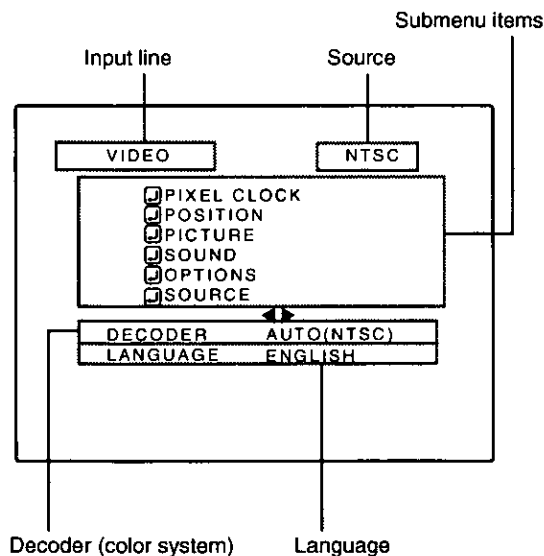 Submenu items
Input line Source
VIDEO NTSC
PIXEL CLOCK
POSITION
PICTURE
SOUND
OPTIONS
SOURCE
DECODER AUTO(NTSC)
LANGUAGE ENGLISH
Decoder (color system) Language